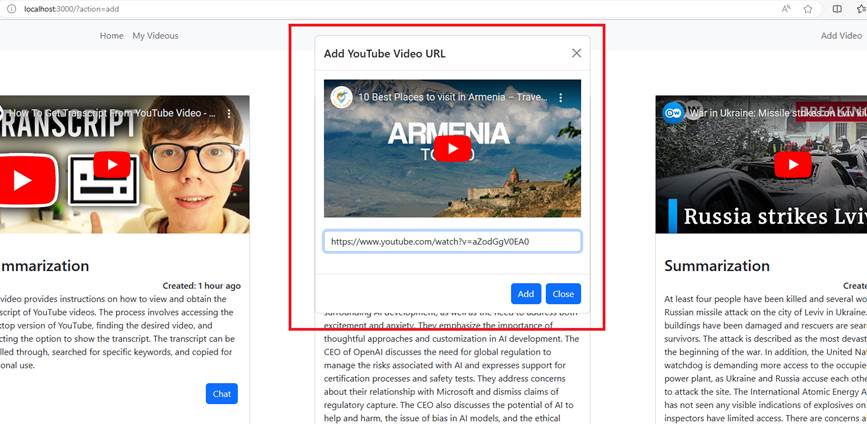 localhost:3000/?action=add
Home My Videous
Add Video
Add YouTube Video URL
10 Best Places to visit in Armenia – Trave...
ARMENIA
https://www.youtube.com/watch?v=aZodGgV0EA0
Add Close
How To Get Transcript From YouTube Video - ...
TRANSCRIPT
mmarization
Created: 1 hour ago
video provides instructions on how to view and obtain the
script of YouTube videos. The process involves accessing the
ktop version of YouTube, finding the desired video, and
cting the option to show the transcript. The transcript can be
lled through, searched for specific keywords, and copied for
onal use.
Chat
surrounding AI development, as well as the need to address both
excitement and anxiety. They emphasize the importance of
thoughtful approaches and customization in AI development. The
CEO of OpenAI discusses the need for global regulation to
manage the risks associated with AI and expresses support for
certification processes and safety tests. They address concerns
about their relationship with Microsoft and dismiss claims of
regulatory capture. The CEO also discusses the potential of AI to
help and harm, the issue of bias in AI models, and the ethical
War in Ukraine: Missile strikes on Lviv kil
BREAKING
Russia strikes Lviv
Summarization
Create
At least four people have been killed and several wo
Russian missile attack on the city of Leviv in Ukraine.
buildings have been damaged and rescuers are sear
survivors. The attack is described as the most devast
the beginning of the war. In addition, the United Nat
watchdog is demanding more access to the occupie
power plant, as Ukraine and Russia accuse each othe
to attack the site. The International Atomic Energy A
has not seen any visible indications of explosives on
inspectors have limited access. There are concerns a